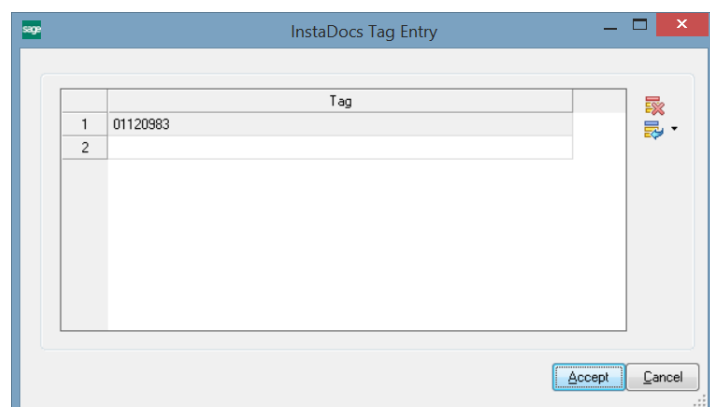 sage
InstaDocs Tag Entry
Tag
1 01120983
2
Accept Cancel